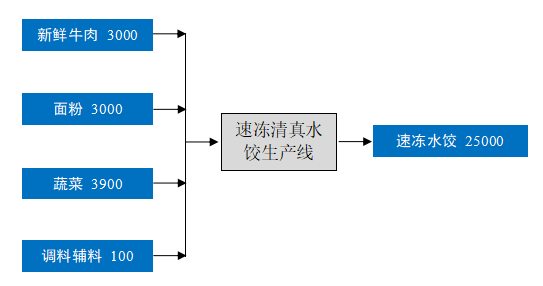 新鲜牛肉 3000
面粉 3000
蔬菜 3900
调料辅料 100
速冻清真水
饺生产线
速冻水饺 25000